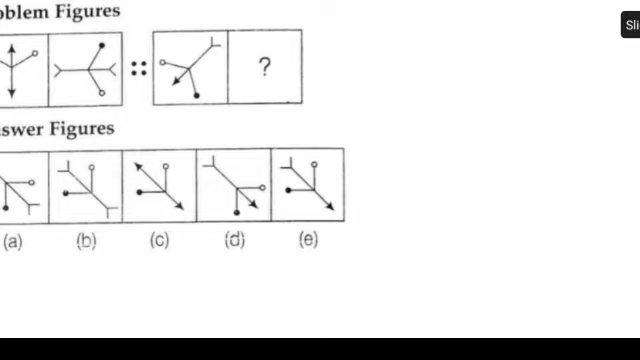 oblem Figures
?
swer Figures
(a) (b) (c) (d) (e)
Sli